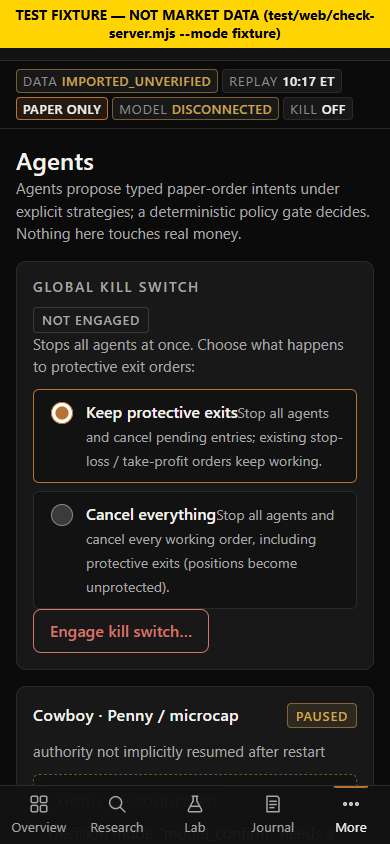 TEST FIXTURE — NOT MARKET DATA (test/web/check-
server.mjs --mode fixture)
DATA IMPORTED_UNVERIFIED REPLAY 10:17 ET
PAPER ONLY MODEL DISCONNECTED KILL OFF
Agents
Agents propose typed paper-order intents under
explicit strategies; a deterministic policy gate decides.
Nothing here touches real money.
GLOBAL KILL SWITCH
NOT ENGAGED
Stops all agents at once. Choose what happens
to protective exit orders:
Keep protective exitsStop all agents
and cancel pending entries; existing stop-
loss / take-profit orders keep working.
Cancel everythingStop all agents and
cancel every working order, including
protective exits (positions become
unprotected).
Engage kill switch...
Cowboy · Penny / microcap PAUSED
authority not implicitly resumed after restart
Overview Research Lab Journal More